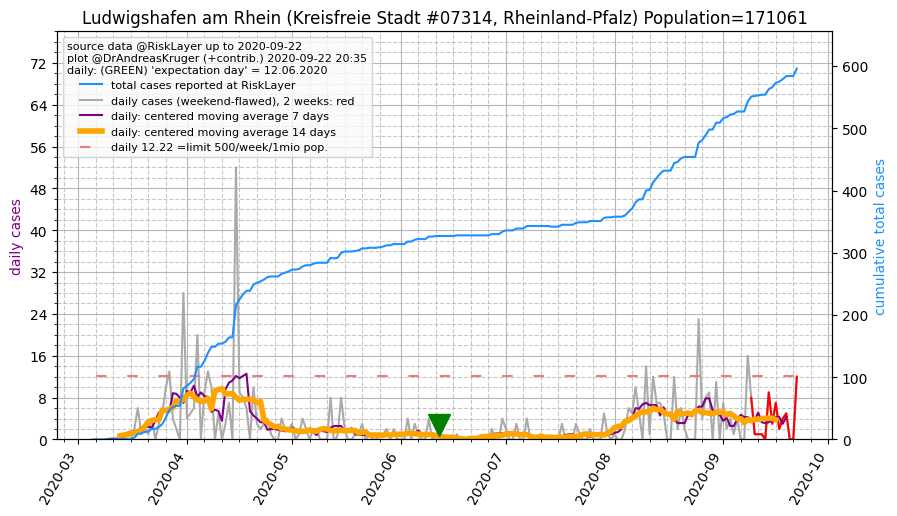 Ludwigshafen am Rhein (Kreisfreie Stadt #07314, Rheinland-Pfalz) Population=171061
source data @RiskLayer up to 2020-09-22
plot @DrAndreasKruger (+contrib.) 2020-09-22 20:35
daily: (GREEN) 'expectation day' = 12.06.2020
total cases reported at RiskLayer
daily cases (weekend-flawed), 2 weeks: red
daily: centered moving average 7 days
daily: centered moving average 14 days
daily 12.22 =limit 500/week/1mio pop.
daily cases
72
64
56
48
40
32
24
16
8
0
cumulative total cases
600
500
400
300
200
100
0
2020-03
2020-04
2020-05
2020-06
2020-07
2020-08
2020-09
2020-10